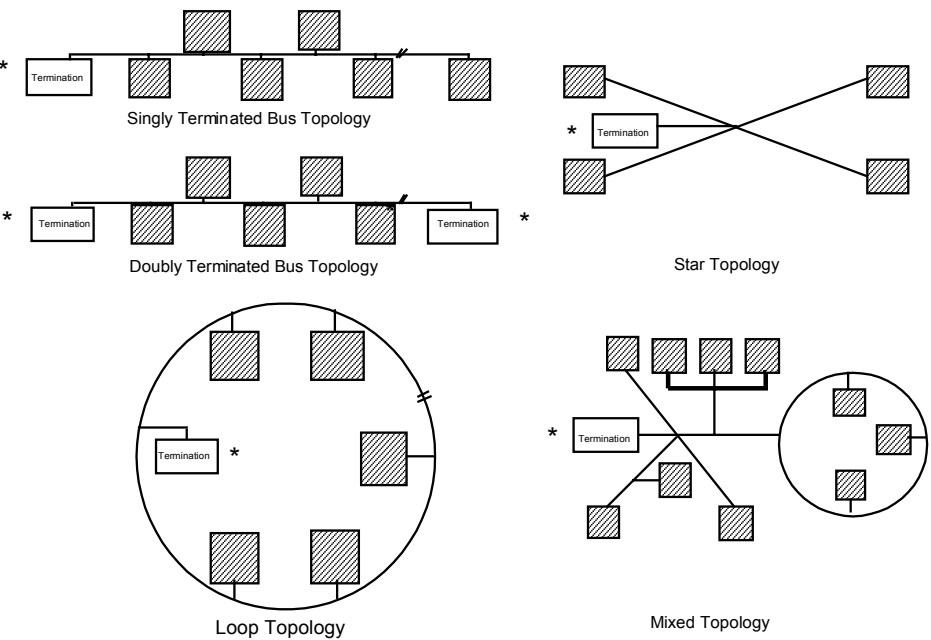 * Termination
Singly Terminated Bus Topology
* Termination
* Termination *
* Termination *
Doubly Terminated Bus Topology
Star Topology
Termination *
* Termination
Loop Topology
Mixed Topology